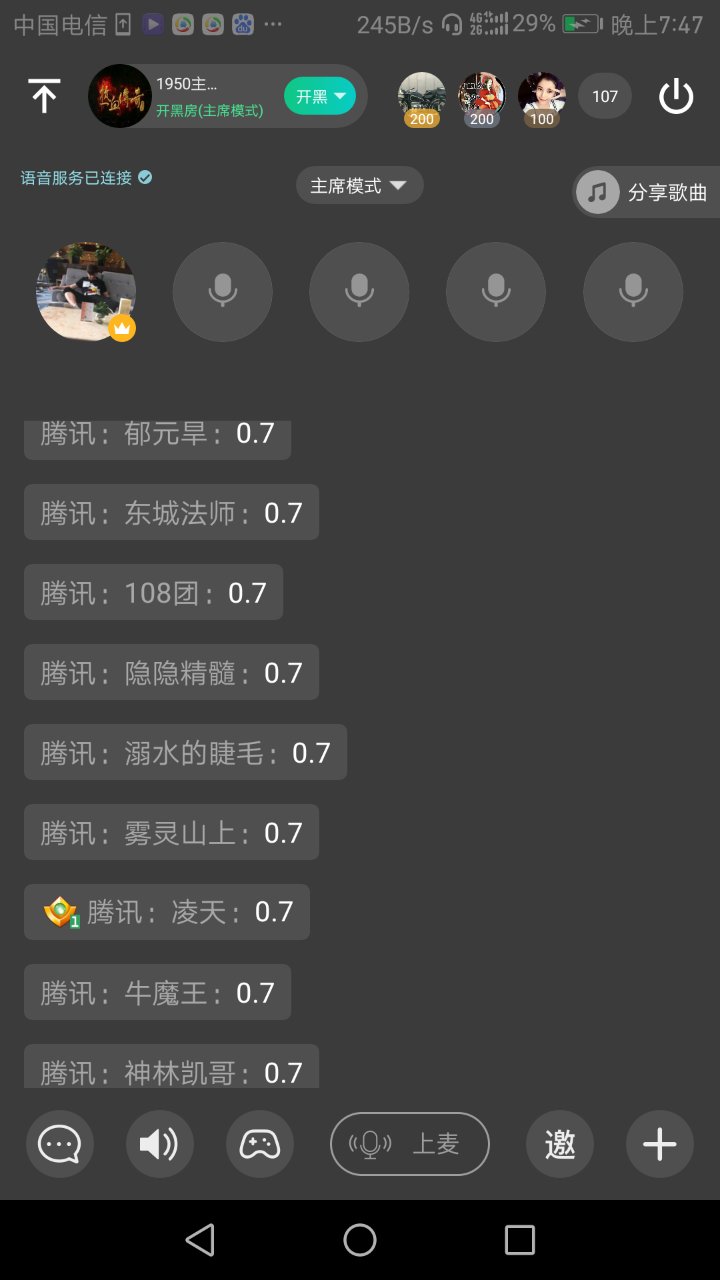 中国电信
245B/s 4G 2G 29% 晚上7:47
1950主...
开黑房(主席模式)
开黑
200 200 100
107
语音服务已连接
主席模式
分享歌曲
腾讯：郁元旱：0.7
腾讯：东城法师：0.7
腾讯：108团：0.7
腾讯：隐隐精髓：0.7
腾讯：溺水的睫毛：0.7
腾讯：雾灵山上：0.7
1 腾讯：凌天：0.7
腾讯：牛魔王：0.7
腾讯：神林凯哥：0.7
上麦
邀